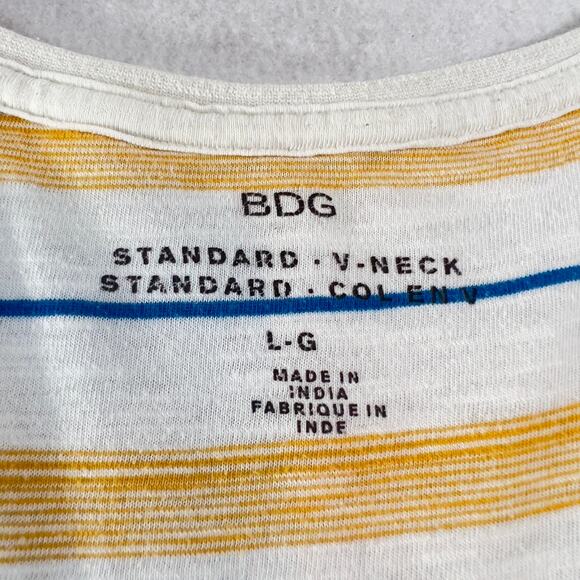 BDG
STANDARD · V-NECK
STANDARD · COL EN V
L-G
MADE IN
INDIA
FABRIQUE IN
INDE